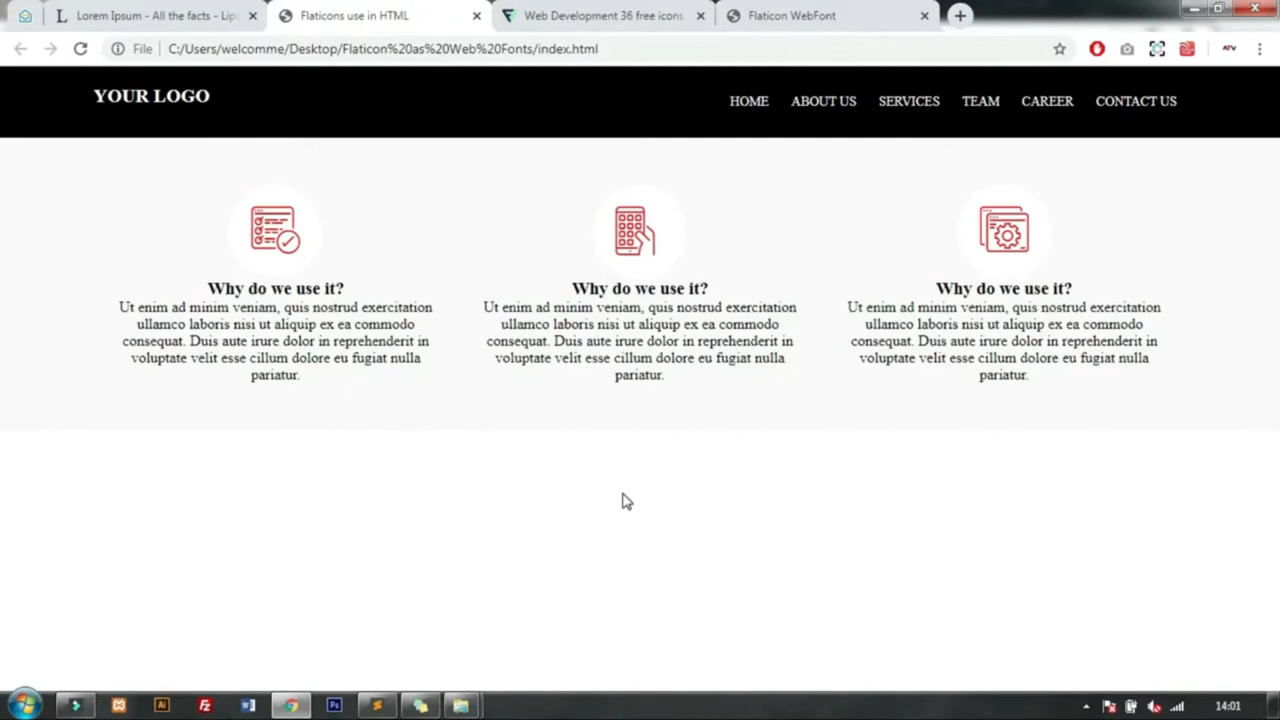 Lorem Ipsum - All the facts - Lips
Flaticons use in HTML
Web Development 36 free icons
Flaticon WebFont
File
C:/Users/welcomme/Desktop/Flaticon%20as%20Web%20Fonts/index.html
YOUR LOGO
HOME ABOUT US SERVICES TEAM CAREER CONTACT US
Why do we use it?
Ut enim ad minim veniam, quis nostrud exercitation
ullamco laboris nisi ut aliquip ex ea commodo
consequat. Duis aute irure dolor in reprehenderit in
voluptate velit esse cillum dolore eu fugiat nulla
pariatur.
Why do we use it?
Ut enim ad minim veniam, quis nostrud exercitation
ullamco laboris nisi ut aliquip ex ea commodo
consequat. Duis aute irure dolor in reprehenderit in
voluptate velit esse cillum dolore eu fugiat nulla
pariatur.
Why do we use it?
Ut enim ad minim veniam, quis nostrud exercitation
ullamco laboris nisi ut aliquip ex ea commodo
consequat. Duis aute irure dolor in reprehenderit in
voluptate velit esse cillum dolore eu fugiat nulla
pariatur.
Ai Fz W Ps S
14:01